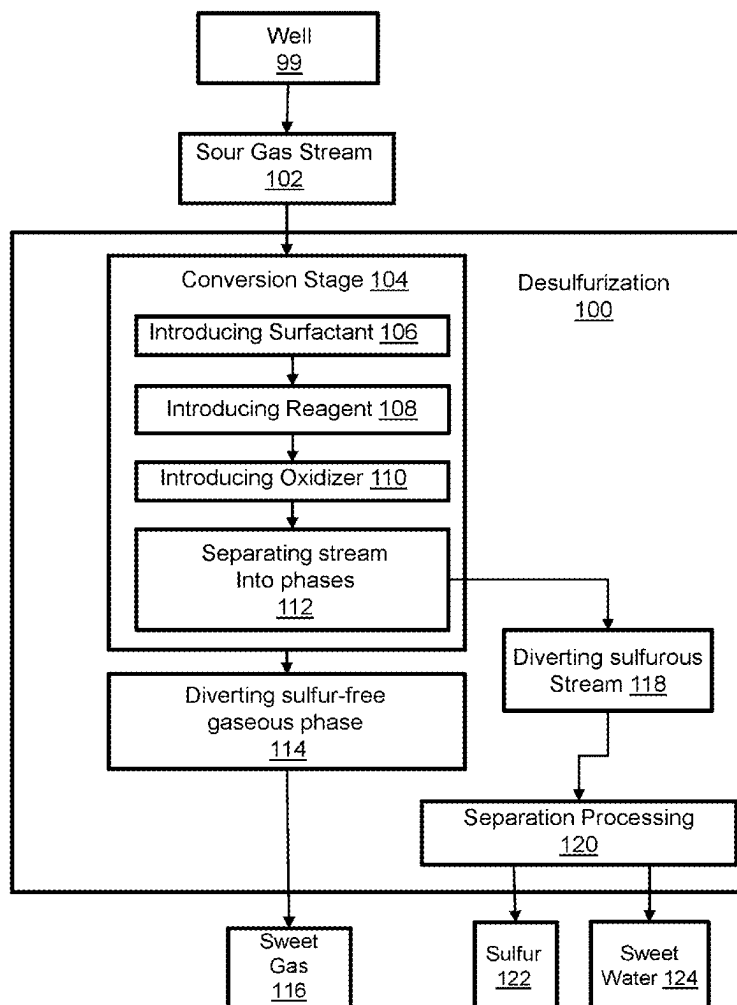 Well
99
Sour Gas Stream
102
Conversion Stage 104
Desulfurization
100
Introducing Surfactant 106
Introducing Reagent 108
Introducing Oxidizer 110
Separating stream
Into phases
112
Diverting sulfurous
Stream 118
Diverting sulfur-free
gaseous phase
114
Separation Processing
120
Sweet
Gas
116
Sulfur
122
Sweet
Water 124